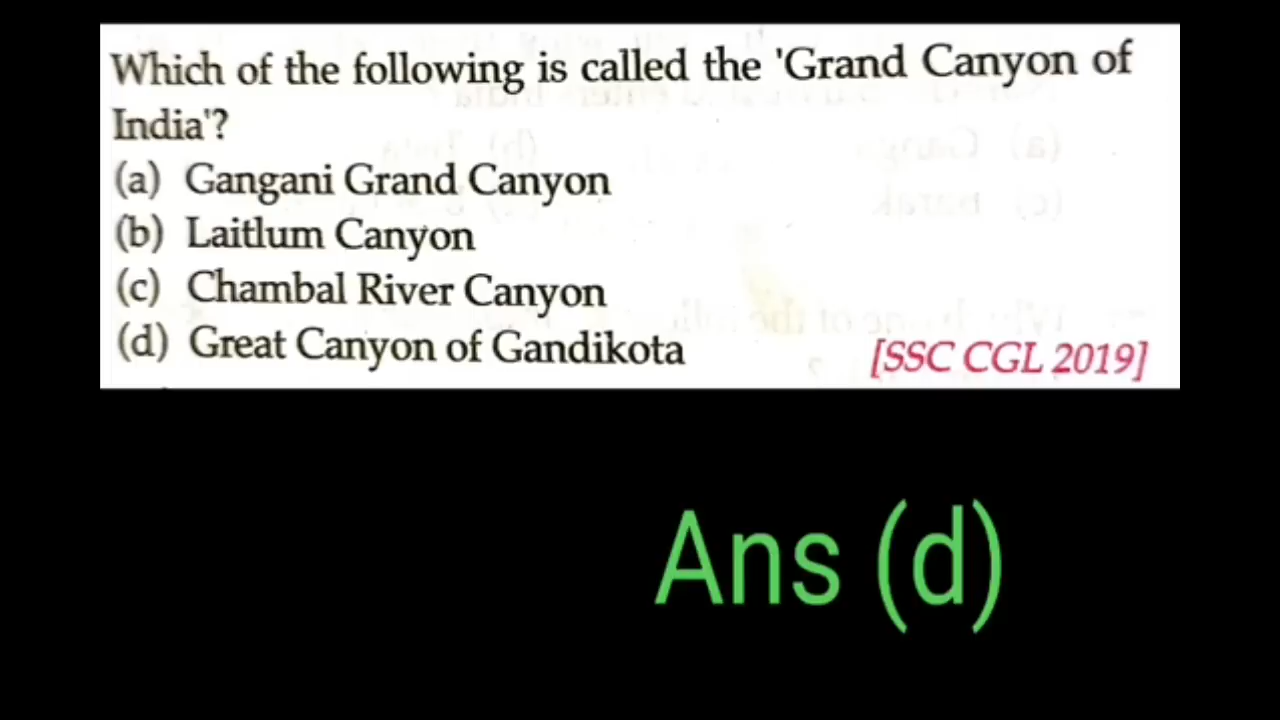 Which of the following is called the 'Grand Canyon of
India'?
(a) Gangani Grand Canyon
(b) Laitlum Canyon
(c) Chambal River Canyon
(d) Great Canyon of Gandikota [SSC CGL 2019]
Ans (d)